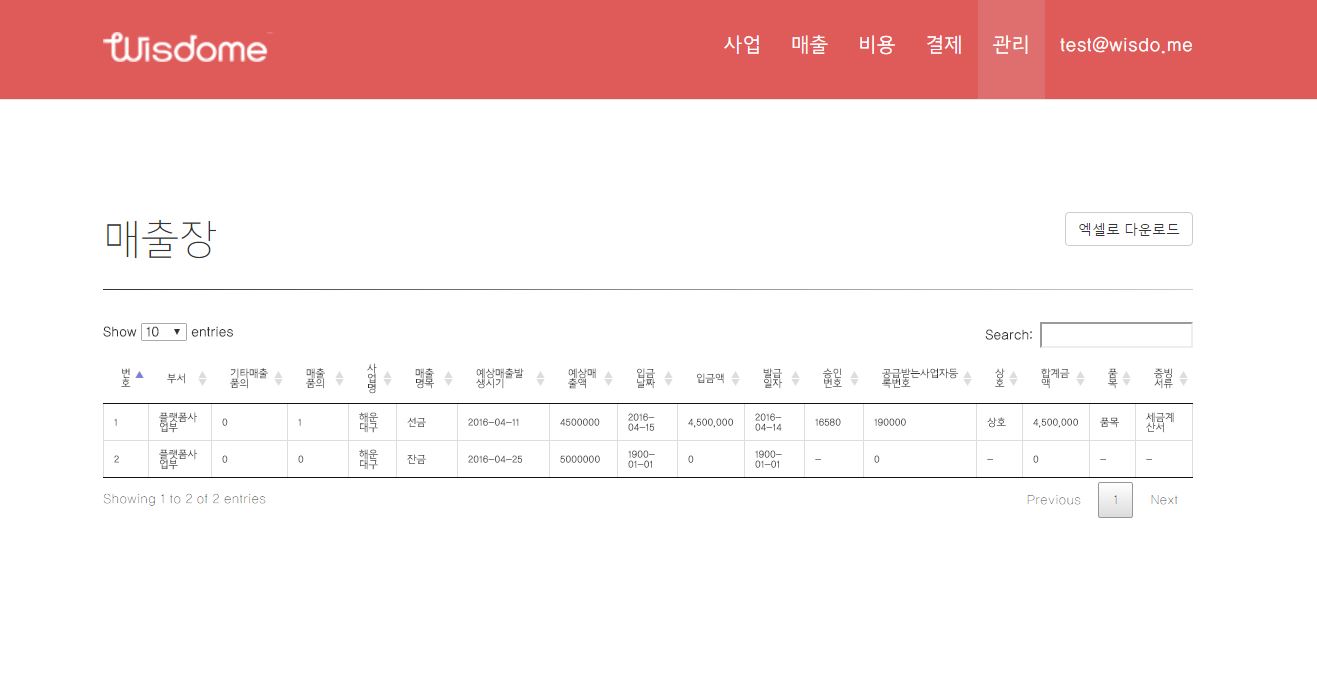 Wisdome
사업 매출 비용 결제 관리 test@wisdo.me
매출장
엑셀로 다운로드
Show 10 entries
Search:
번호 부서 기타매출품의 매출품의 사업명 매출명목 예상매출발생시기 예상매출액 입금날짜 입금액 발급일자 승인번호 공급받는사업자등록번호 상호 합계금액 품목 증빙서류
1 플랫폼사업부 0 1 해운대구 선금 2016-04-11 4500000 2016-04-15 4,500,000 2016-04-14 16580 190000 상호 4,500,000 품목 세금계산서
2 플랫폼사업부 0 0 해운대구 잔금 2016-04-25 5000000 1900-01-01 0 1900-01-01 - 0 - 0 - -
Showing 1 to 2 of 2 entries
Previous 1 Next